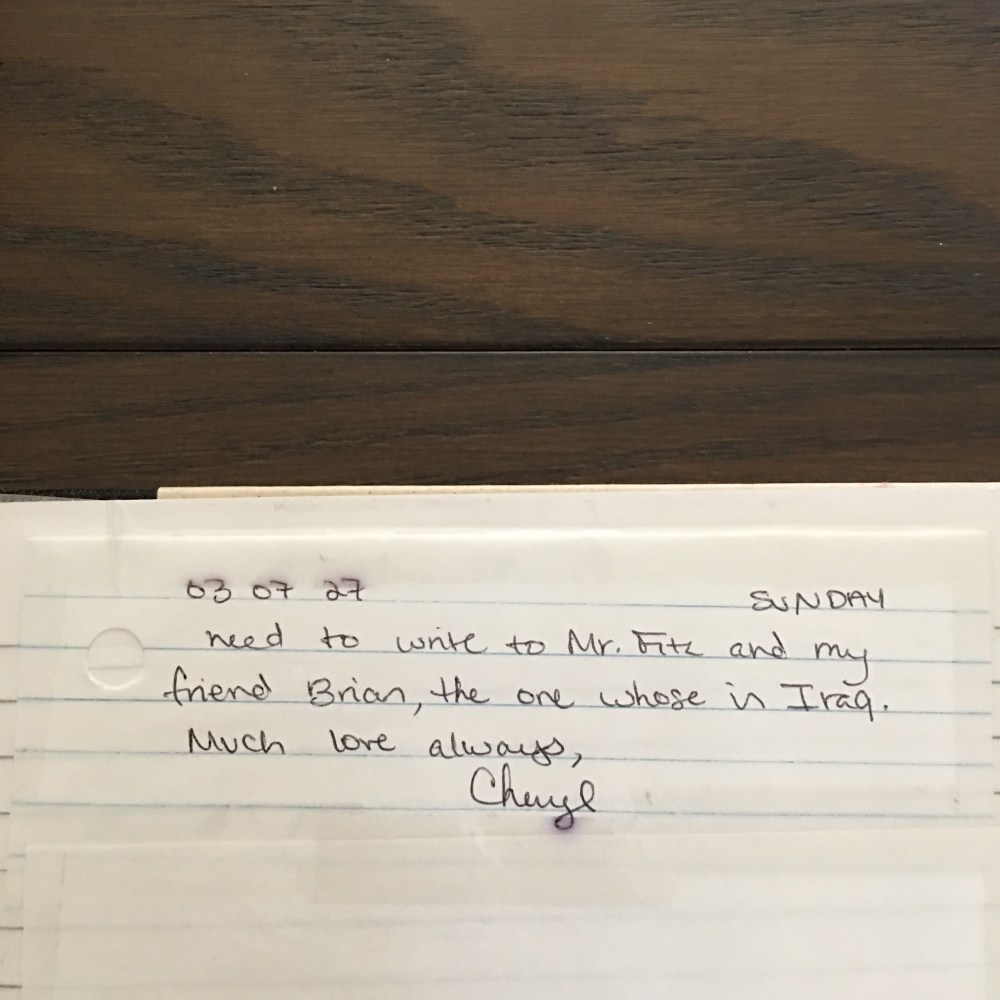 03 07 27 SUNDAY
need to write to Mr. Fitz and my
friend Brian, the one whose in Iraq.
Much love always,
Cheryl